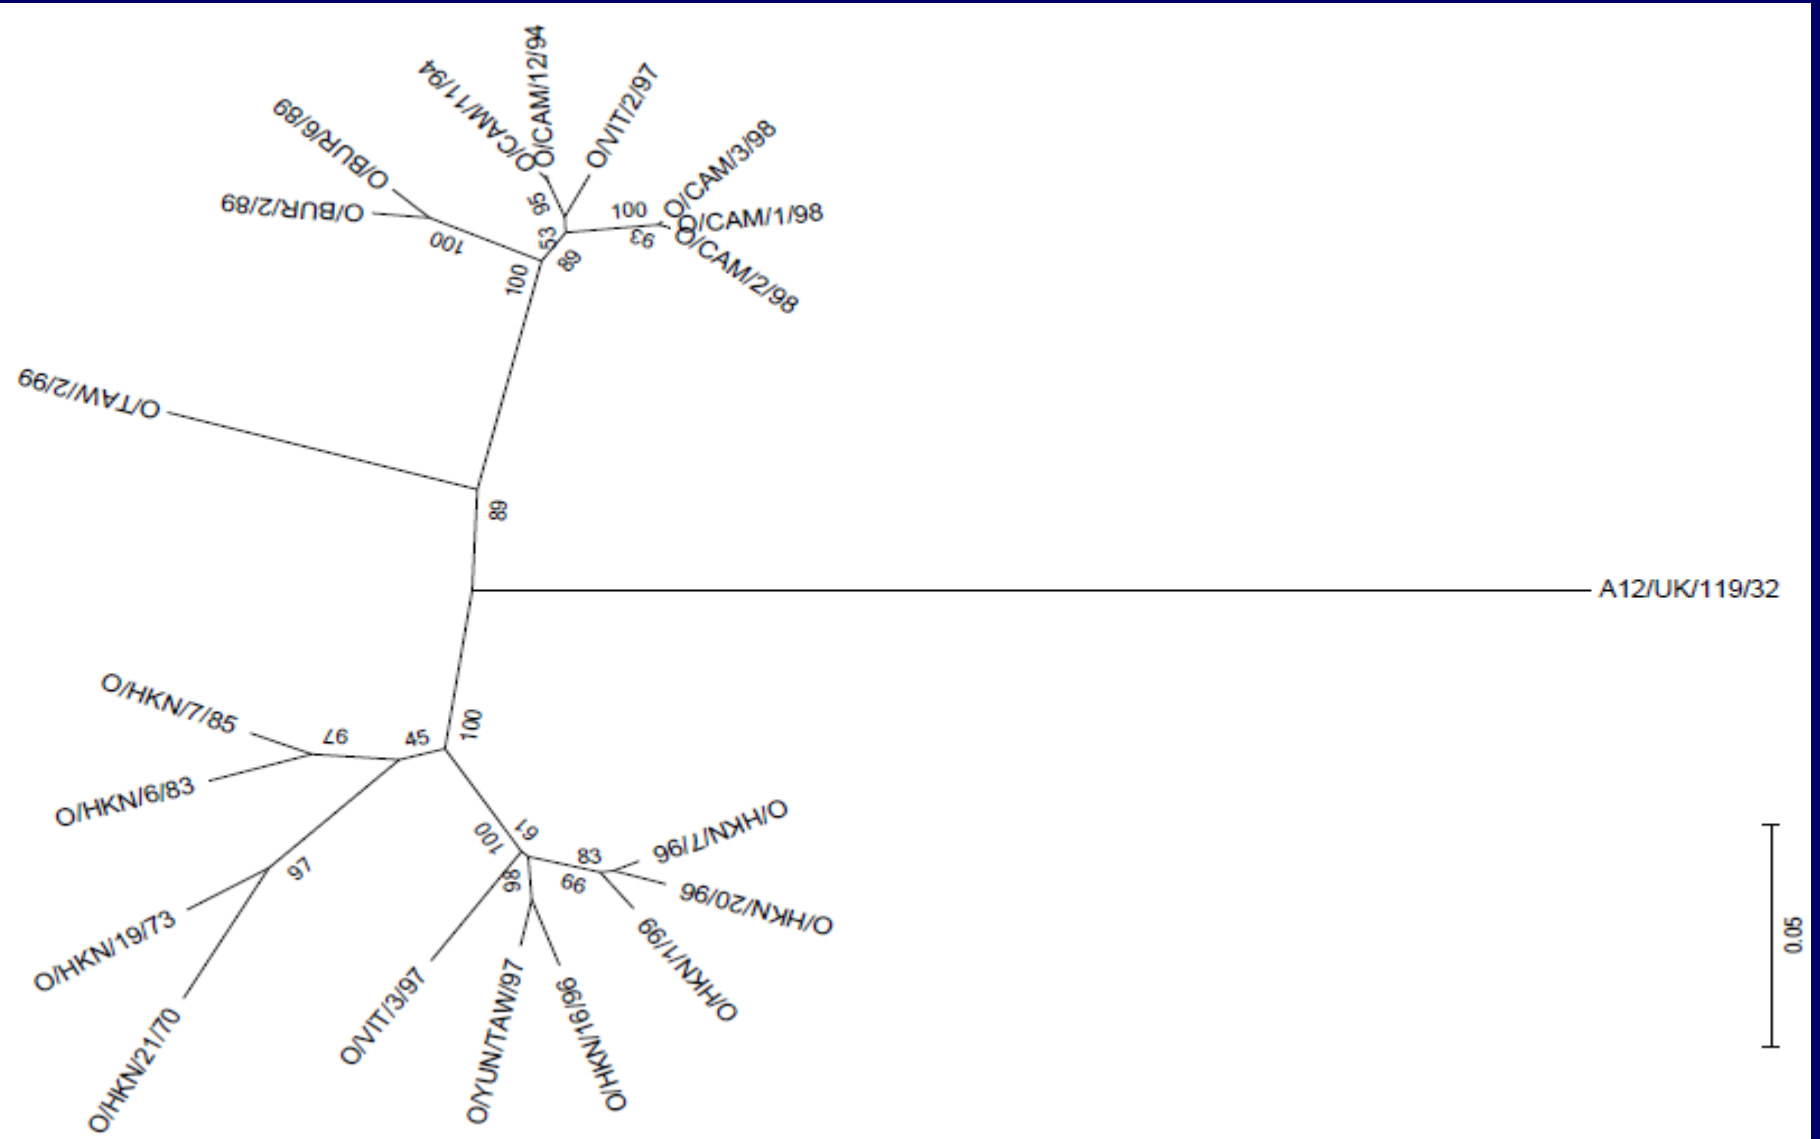 O/CAM/12/94
O/CAM/11/94
O/VIT/2/97
O/BUR/6/89
O/CAM/3/98
O/BUR/2/89
95
100
O/CAM/1/98
53
93
100
89
O/CAM/2/98
100
O/TAW/2/99
89
A12/UK/119/32
O/HKN/7/85
97
45
100
O/HKN/6/83
O/HKN/7/96
61
100
83
98
99
O/HKN/20/96
97
O/HKN/19/73
O/HKN/1/99
0.05
O/VIT/3/97
O/YUN/TAW/97
O/HKN/16/96
O/HKN/21/70